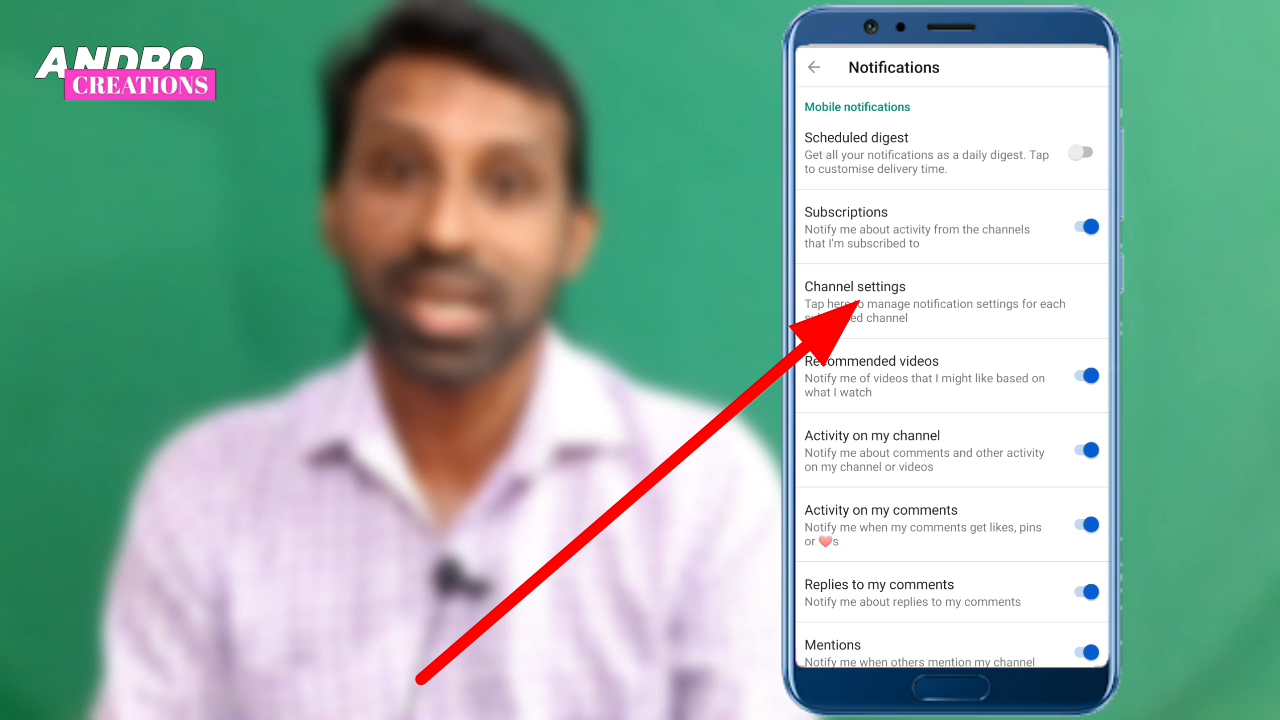 ANDRO
CREATIONS
Notifications
Mobile notifications
Scheduled digest
Get all your notifications as a daily digest. Tap
to customise delivery time.
Subscriptions
Notify me about activity from the channels
that I'm subscribed to
Channel settings
Tap here to manage notification settings for each
channel
Recommended videos
Notify me of videos that I might like based on
what I watch
Activity on my channel
Notify me about comments and other activity
on my channel or videos
Activity on my comments
Notify me when my comments get likes, pins
or ❤s
Replies to my comments
Notify me about replies to my comments
Mentions
Notify me when others mention my channel